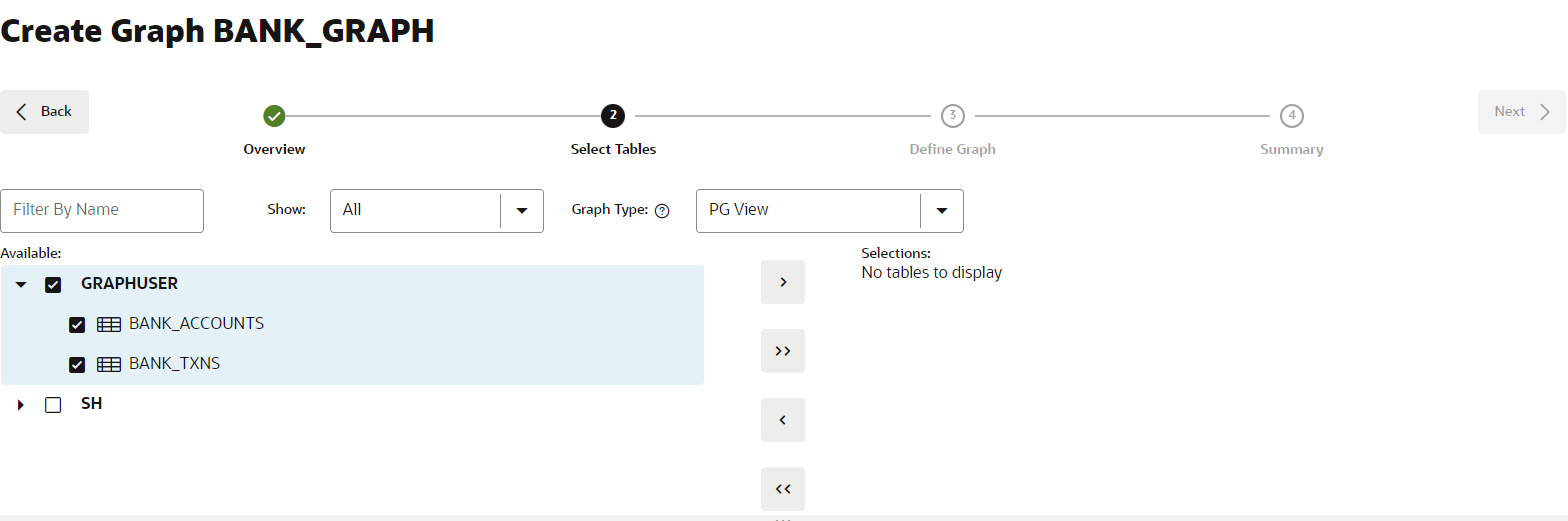 Create Graph BANK_GRAPH
Back
2
3
4
Next
Overview
Select Tables
Define Graph
Summary
Filter By Name
Show:
All
Graph Type:
?
PG View
Available:
Selections:
GRAPHUSER
>
No tables to display
BANK_ACCOUNTS
BANK_TXNS
>>
SH
<
<<